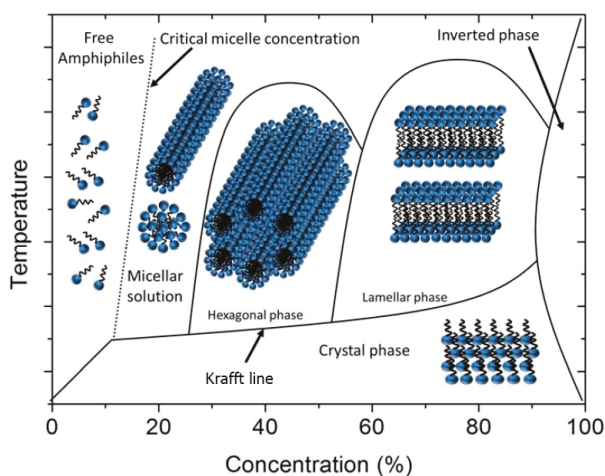 Free
Amphiphiles
Critical micelle concentration
Inverted phase
Temperature
Micellar
solution
Hexagonal phase
Lamellar phase
Crystal phase
Krafft line
0
20
40
60
80
100
Concentration (%)